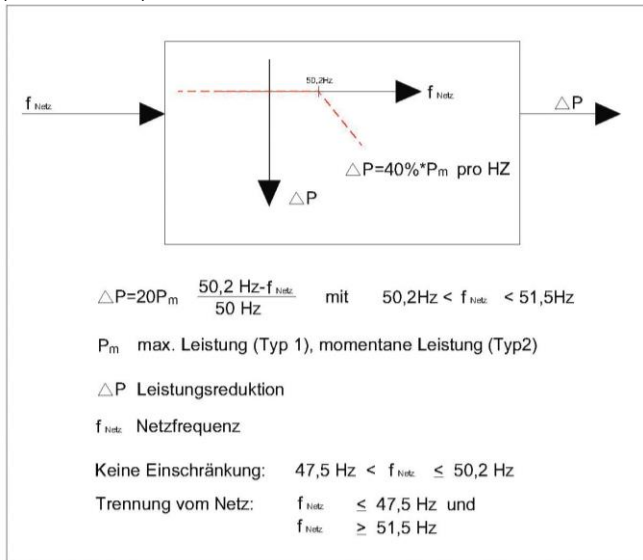 50,2Hz
f Netz
f Netz
△P
△P=40%*Pm pro HZ
△P
△P=20Pm 50,2 Hz-f Netz / 50 Hz mit 50,2Hz < f Netz < 51,5Hz
Pm max. Leistung (Typ 1), momentane Leistung (Typ2)
△P Leistungsreduktion
f Netz Netzfrequenz
Keine Einschränkung: 47,5 Hz < f Netz ≤ 50,2 Hz
Trennung vom Netz: f Netz ≤ 47,5 Hz und
f Netz ≥ 51,5 Hz